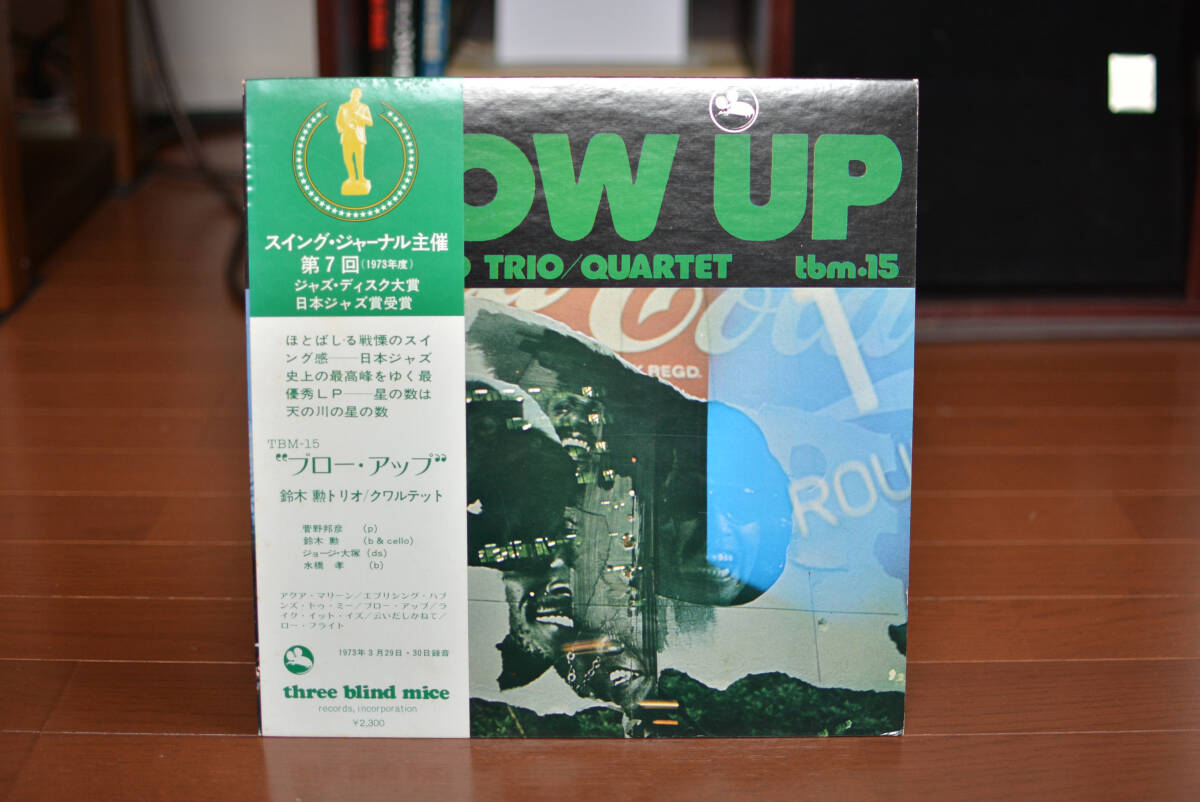 スイング・ジャーナル主催
第7回(1973年度)
ジャズ・ディスク大賞
日本ジャズ賞受賞
ほとばしる戦慄のスイ
ング感──日本ジャズ
史上の最高峰をゆく最
優秀LP──星の数は
天の川の星の数
TBM-15
“ブロー・アップ”
鈴木 勲トリオ/クワルテット
菅野邦彦 (p)
鈴木 勲 (b & cello)
ジョージ・大塚 (ds)
水橋 孝 (b)
アクア・マリーン/エブリシング・ハプ
ンズ・トゥ・ミー/ブロー・アップ/ラ
イク・イット・イズ/云いだしかねて/
ロー・フライト
1973年3月29日・30日録音
three blind mice
records, incorporation
¥2,300
OW UP
TRIO/QUARTET
tbm•15
Coca
REGD.
ROU